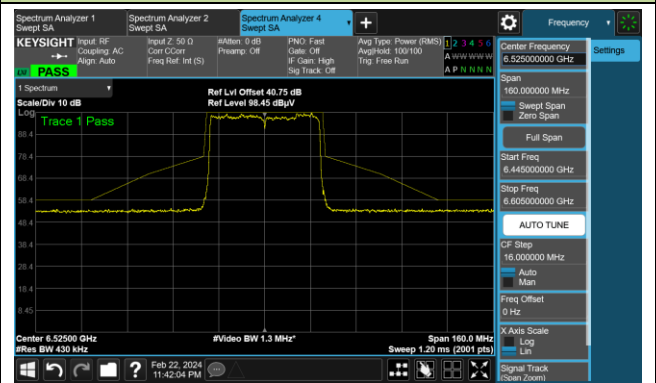 Spectrum Analyzer 1
Swept SA
Spectrum Analyzer 2
Swept SA
Spectrum Analyzer 4
Swept SA
Frequency
KEYSIGHT
Input: RF
Coupling: AC
Align: Auto
Input Z: 50 Ω
Corr CCorr
Freq Ref: Int (S)
#Atten: 0 dB
Preamp: Off
PNO: Fast
Gate: Off
IF Gain: High
Sig Track: Off
Avg Type: Power (RMS)
Avg|Hold: 100/100
Trig: Free Run
1 2 3 4 5 6
A W W W W W
A P N N N N
PASS
1 Spectrum
Scale/Div 10 dB
Ref Lvl Offset 40.75 dB
Ref Level 98.45 dBµV
Log
Trace 1 Pass
88.4
78.4
68.4
58.4
48.4
38.4
28.4
18.4
8.45
Center 6.52500 GHz
#Res BW 430 kHz
#Video BW 1.3 MHz*
Span 160.0 MHz
Sweep 1.20 ms (2001 pts)
Center Frequency
6.525000000 GHz
Settings
Span
160.000000 MHz
Swept Span
Zero Span
Full Span
Start Freq
6.445000000 GHz
Stop Freq
6.605000000 GHz
AUTO TUNE
CF Step
16.000000 MHz
Auto
Man
Freq Offset
0 Hz
X Axis Scale
Log
Lin
Signal Track
(Span Zoom)
Feb 22, 2024
11:42:04 PM